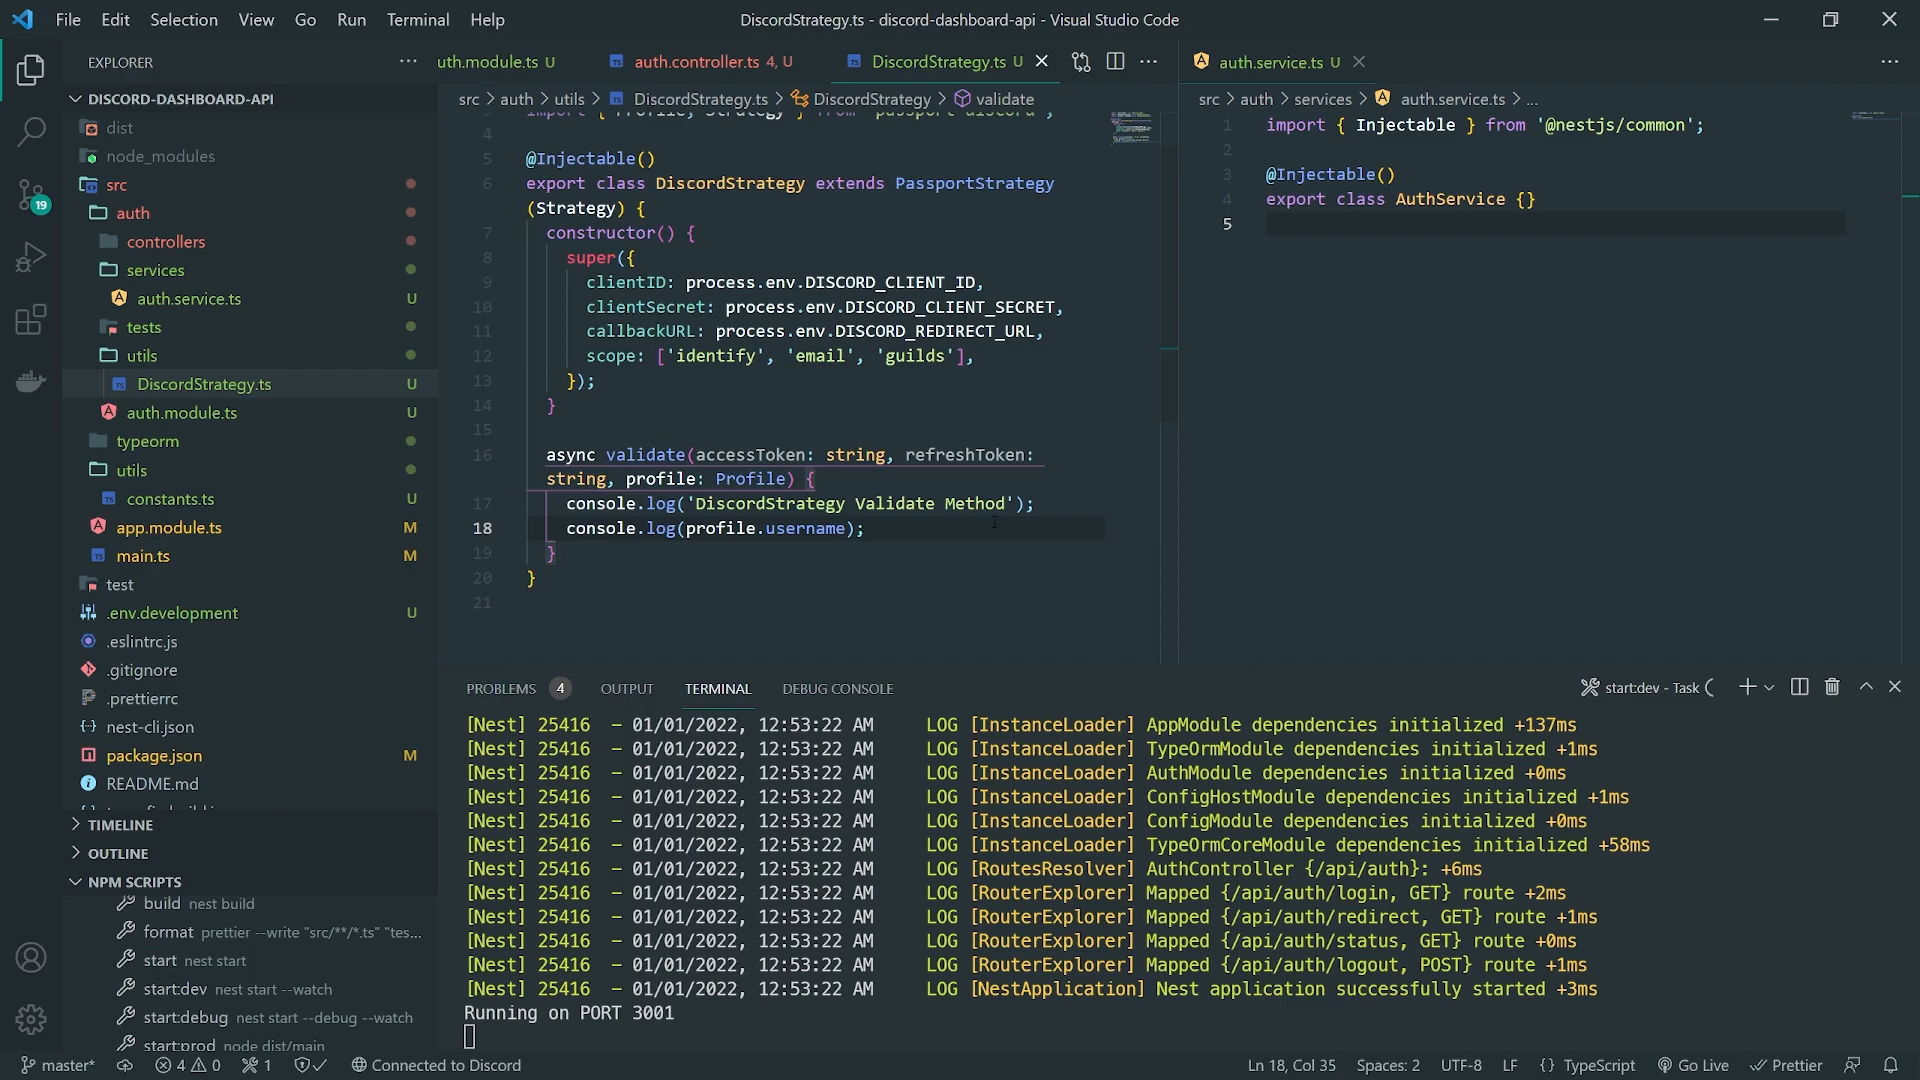 File Edit Selection View Go Run Terminal Help
DiscordStrategy.ts - discord-dashboard-api - Visual Studio Code
EXPLORER
DISCORD-DASHBOARD-API
dist
node_modules
src
auth
controllers
services
auth.service.ts U
tests
utils
DiscordStrategy.ts U
auth.module.ts U
typeorm
utils
constants.ts U
app.module.ts M
main.ts M
test
.env.development U
.eslintrc.js
.gitignore
.prettierrc
nest-cli.json
package.json M
README.md
TIMELINE
OUTLINE
NPM SCRIPTS
build nest build
format prettier --write "src/**/*.ts" "tes...
start nest start
start:dev nest start --watch
start:debug nest start --debug --watch
start:prod node dist/main
19
uth.module.ts U
auth.controller.ts 4, U
DiscordStrategy.ts U
src > auth > utils > DiscordStrategy.ts > DiscordStrategy > validate
import { Profile, Strategy } from 'passport-discord';
4
5 @Injectable()
6 export class DiscordStrategy extends PassportStrategy
(Strategy) {
7 constructor() {
8 super({
9 clientID: process.env.DISCORD_CLIENT_ID,
10 clientSecret: process.env.DISCORD_CLIENT_SECRET,
11 callbackURL: process.env.DISCORD_REDIRECT_URL,
12 scope: ['identify', 'email', 'guilds'],
13 });
14 }
15
16 async validate(accessToken: string, refreshToken:
string, profile: Profile) {
17 console.log('DiscordStrategy Validate Method');
18 console.log(profile.username);
19 }
20 }
21
auth.service.ts U
src > auth > services > auth.service.ts > ...
1 import { Injectable } from '@nestjs/common';
2
3 @Injectable()
4 export class AuthService {}
5
PROBLEMS 4 OUTPUT TERMINAL DEBUG CONSOLE
start:dev - Task
[Nest] 25416 - 01/01/2022, 12:53:22 AM LOG [InstanceLoader] AppModule dependencies initialized +137ms
[Nest] 25416 - 01/01/2022, 12:53:22 AM LOG [InstanceLoader] TypeOrmModule dependencies initialized +1ms
[Nest] 25416 - 01/01/2022, 12:53:22 AM LOG [InstanceLoader] AuthModule dependencies initialized +0ms
[Nest] 25416 - 01/01/2022, 12:53:22 AM LOG [InstanceLoader] ConfigHostModule dependencies initialized +1ms
[Nest] 25416 - 01/01/2022, 12:53:22 AM LOG [InstanceLoader] ConfigModule dependencies initialized +0ms
[Nest] 25416 - 01/01/2022, 12:53:22 AM LOG [InstanceLoader] TypeOrmCoreModule dependencies initialized +58ms
[Nest] 25416 - 01/01/2022, 12:53:22 AM LOG [RoutesResolver] AuthController {/api/auth}: +6ms
[Nest] 25416 - 01/01/2022, 12:53:22 AM LOG [RouterExplorer] Mapped {/api/auth/login, GET} route +2ms
[Nest] 25416 - 01/01/2022, 12:53:22 AM LOG [RouterExplorer] Mapped {/api/auth/redirect, GET} route +1ms
[Nest] 25416 - 01/01/2022, 12:53:22 AM LOG [RouterExplorer] Mapped {/api/auth/status, GET} route +0ms
[Nest] 25416 - 01/01/2022, 12:53:22 AM LOG [RouterExplorer] Mapped {/api/auth/logout, POST} route +1ms
[Nest] 25416 - 01/01/2022, 12:53:22 AM LOG [NestApplication] Nest application successfully started +3ms
Running on PORT 3001
master* 4 0 1 Connected to Discord
Ln 18, Col 35 Spaces: 2 UTF-8 LF {} TypeScript Go Live Prettier